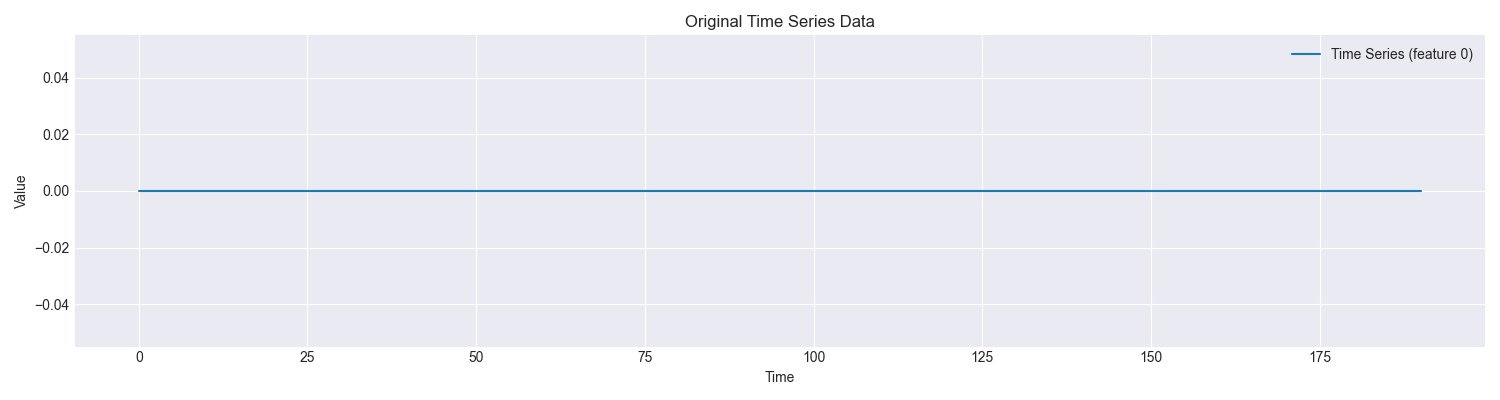 Original Time Series Data
Time Series (feature 0)
0.04
0.02
0.00
−0.02
−0.04
Value
0 25 50 75 100 125 150 175
Time